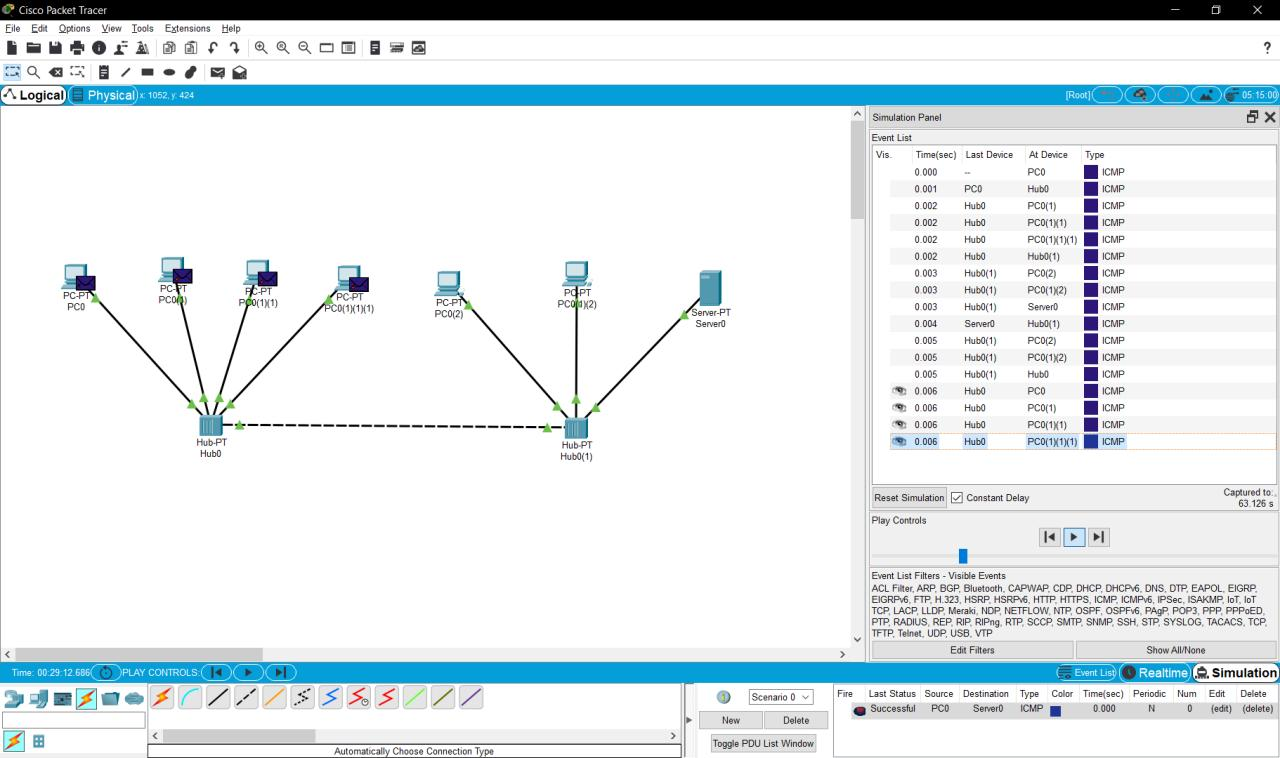 Cisco Packet Tracer
File Edit Options View Tools Extensions Help
?
Logical Physical x: 1052, y: 424 [Root] 05:15:00
PC-PT
PC0
PC-PT
PC0(1)
PC-PT
PC0(1)(1)
PC-PT
PC0(1)(1)(1)
PC-PT
PC0(2)
PC-PT
PC0(1)(2)
Server-PT
Server0
Hub-PT
Hub0
Hub-PT
Hub0(1)
Simulation Panel
Event List
Vis. Time(sec) Last Device At Device Type
0.000 -- PC0 ICMP
0.001 PC0 Hub0 ICMP
0.002 Hub0 PC0(1) ICMP
0.002 Hub0 PC0(1)(1) ICMP
0.002 Hub0 PC0(1)(1)(1) ICMP
0.002 Hub0 Hub0(1) ICMP
0.003 Hub0(1) PC0(2) ICMP
0.003 Hub0(1) PC0(1)(2) ICMP
0.003 Hub0(1) Server0 ICMP
0.004 Server0 Hub0(1) ICMP
0.005 Hub0(1) PC0(2) ICMP
0.005 Hub0(1) PC0(1)(2) ICMP
0.005 Hub0(1) Hub0 ICMP
0.006 Hub0 PC0 ICMP
0.006 Hub0 PC0(1) ICMP
0.006 Hub0 PC0(1)(1) ICMP
0.006 Hub0 PC0(1)(1)(1) ICMP
Reset Simulation Constant Delay Captured to:
63.126 s
Play Controls
Event List Filters - Visible Events
ACL Filter, ARP, BGP, Bluetooth, CAPWAP, CDP, DHCP, DHCPv6, DNS, DTP, EAPOL, EIGRP,
EIGRPv6, FTP, H.323, HSRP, HSRPv6, HTTP, HTTPS, ICMP, ICMPv6, IPSec, ISAKMP, IoT, IoT
TCP, LACP, LLDP, Meraki, NDP, NETFLOW, NTP, OSPF, OSPFv6, PAgP, POP3, PPP, PPPoED,
PTP, RADIUS, REP, RIP, RIPng, RTP, SCCP, SMTP, SNMP, SSH, STP, SYSLOG, TACACS, TCP,
TFTP, Telnet, UDP, USB, VTP
Edit Filters Show All/None
Time: 00:29:12.686 PLAY CONTROLS: Event List Realtime Simulation
Scenario 0
New Delete
Toggle PDU List Window
Automatically Choose Connection Type
Fire Last Status Source Destination Type Color Time(sec) Periodic Num Edit Delete
Successful PC0 Server0 ICMP 0.000 N 0 (edit) (delete)